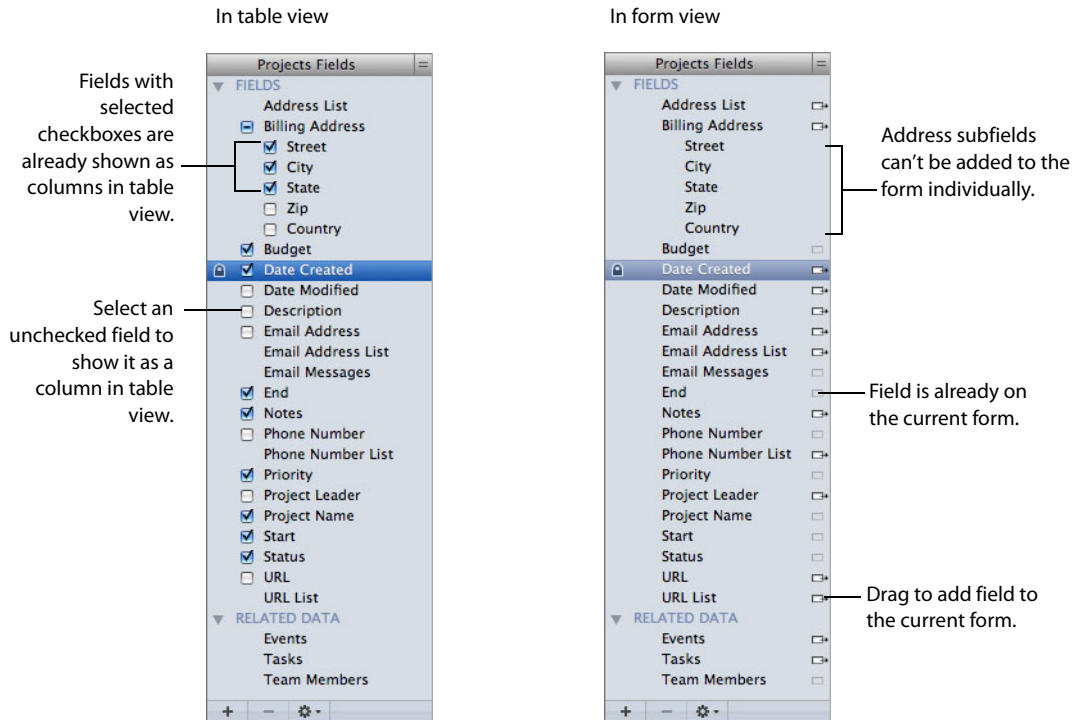 In table view
Fields with
selected
checkboxes are
already shown as
columns in table
view.
Select an
unchecked field to
show it as a
column in table
view.
Projects Fields
FIELDS
Address List
Billing Address
Street
City
State
Zip
Country
Budget
Date Created
Date Modified
Description
Email Address
Email Address List
Email Messages
End
Notes
Phone Number
Phone Number List
Priority
Project Leader
Project Name
Start
Status
URL
URL List
RELATED DATA
Events
Tasks
Team Members
In form view
Projects Fields
FIELDS
Address List
Billing Address
Street
City
State
Zip
Country
Budget
Date Created
Date Modified
Description
Email Address
Email Address List
Email Messages
End
Notes
Phone Number
Phone Number List
Priority
Project Leader
Project Name
Start
Status
URL
URL List
RELATED DATA
Events
Tasks
Team Members
Address subfields
can’t be added to the
form individually.
Field is already on
the current form.
Drag to add field to
the current form.